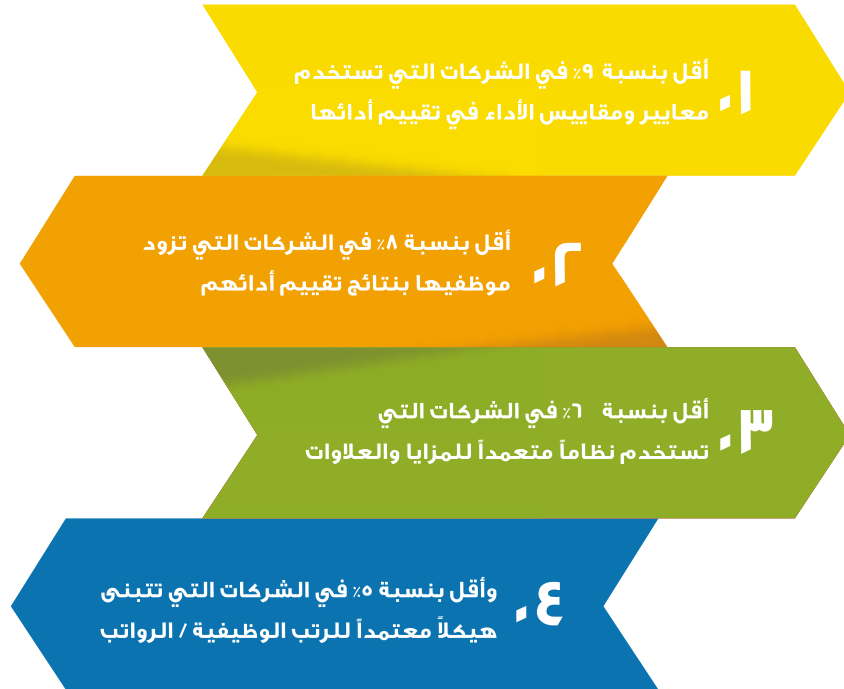 ١.
أقل بنسبة ٩٪ في الشركات التي تستخدم
معايير ومقاييس الأداء في تقييم أدائها
٢.
أقل بنسبة ٨٪ في الشركات التي تزود
موظفيها بنتائج تقييم أدائهم
٣.
أقل بنسبة ٦٪ في الشركات التي
تستخدم نظاماً متعمداً للمزايا والعلاوات
٤.
وأقل بنسبة ٥٪ في الشركات التي تتبنى
هيكلاً معتمداً للرتب الوظيفية / الرواتب